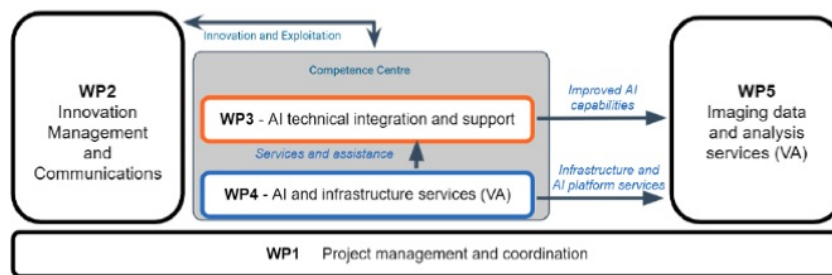 Innovation and Exploitation
WP2
Innovation
Management
and
Communications
Competence Centre
WP3 - AI technical integration and support
Services and assistance
WP4 - AI and infrastructure services (VA)
Improved AI
capabilities
Infrastructure and
AI platform services
WP5
Imaging data
and analysis
services (VA)
WP1 Project management and coordination